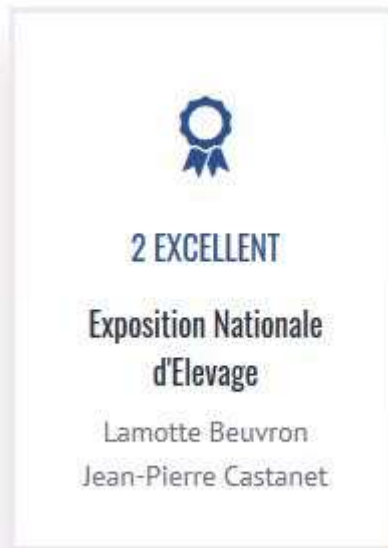 2 EXCELLENT
Exposition Nationale
d'Elevage
Lamotte Beuvron
Jean-Pierre Castanet